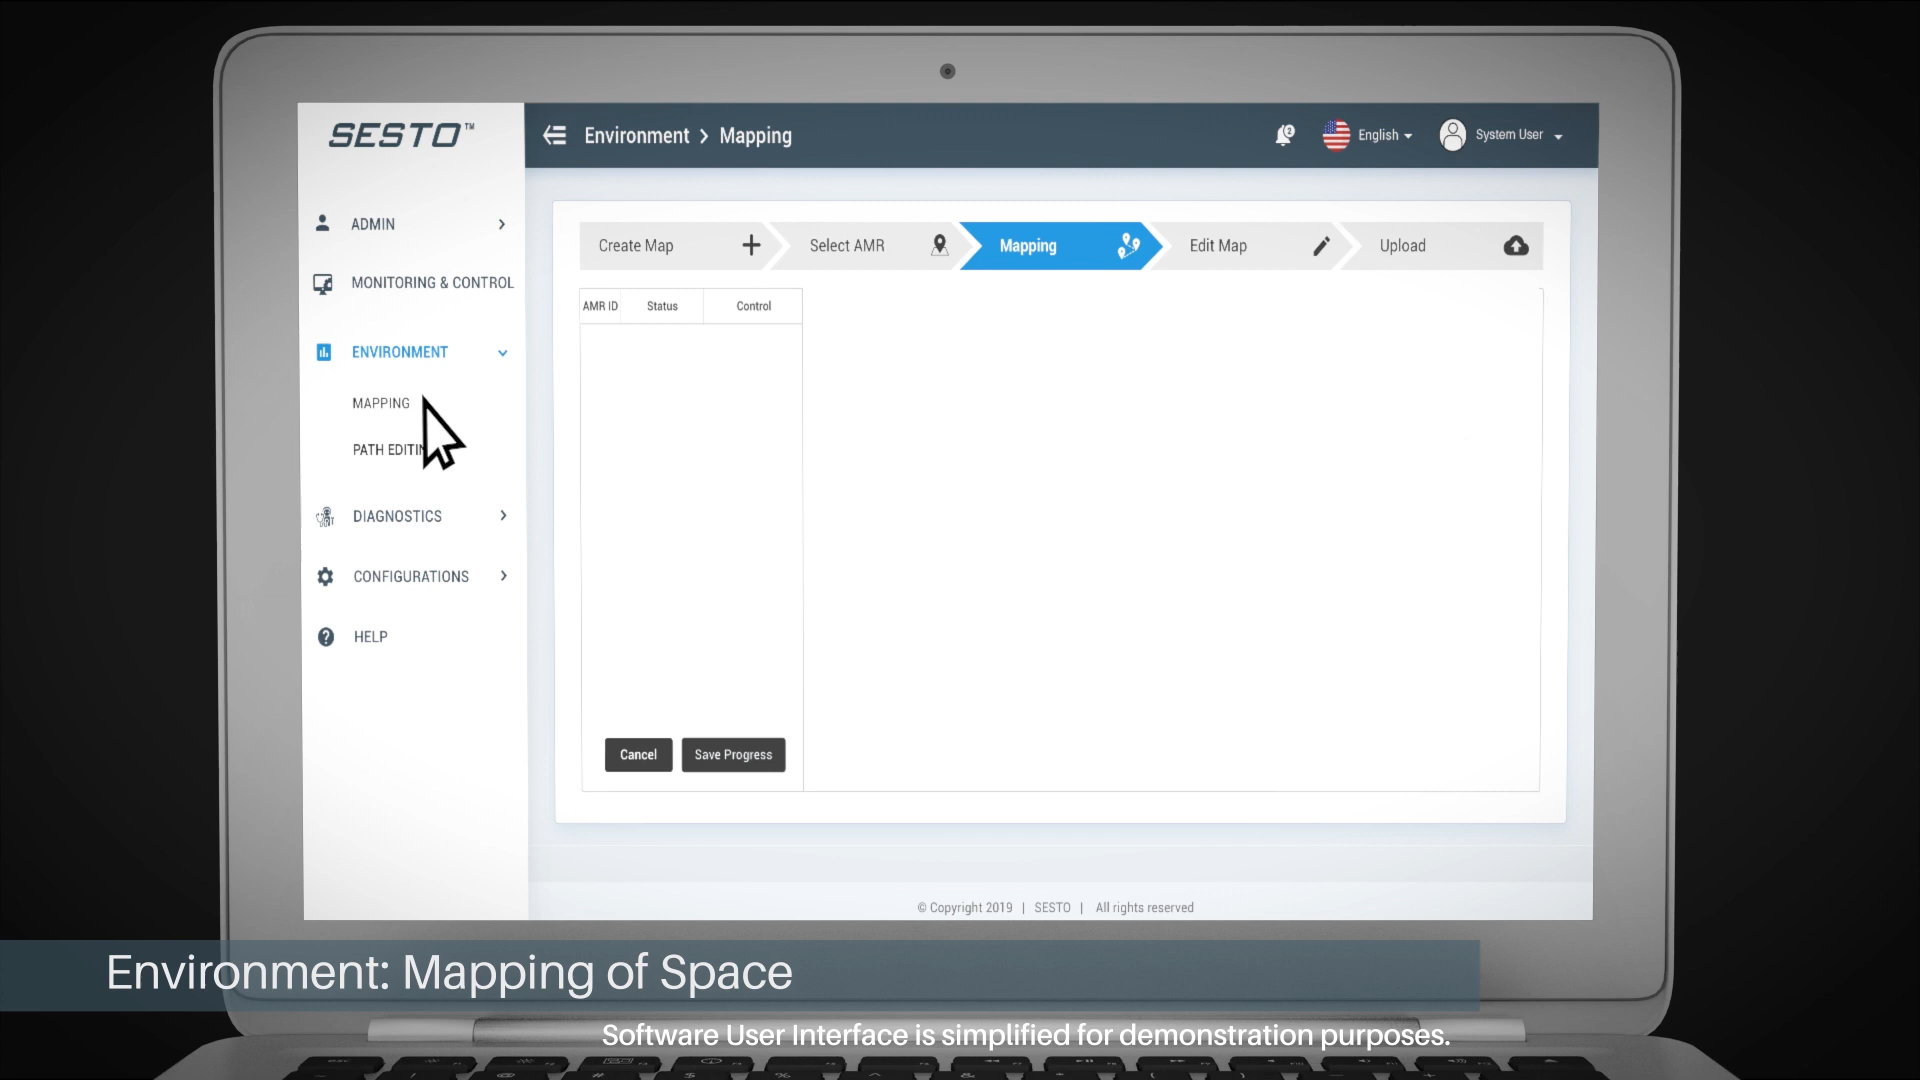 SESTO™
Environment > Mapping
2
English
System User
ADMIN
MONITORING & CONTROL
ENVIRONMENT
MAPPING
PATH EDITIN
DIAGNOSTICS
CONFIGURATIONS
HELP
Create Map
Select AMR
Mapping
Edit Map
Upload
AMR ID
Status
Control
Cancel
Save Progress
© Copyright 2019 | SESTO | All rights reserved
Environment: Mapping of Space
Software User Interface is simplified for demonstration purposes.